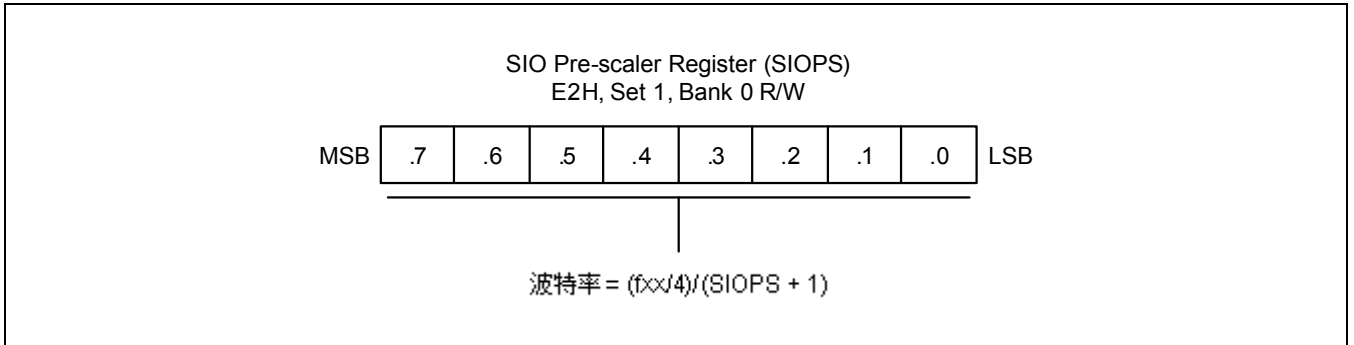 SIO Pre-scaler Register (SIOPS)
E2H, Set 1, Bank 0 R/W
MSB .7 .6 .5 .4 .3 .2 .1 .0 LSB
波特率 = (fxx/4)/(SIOPS + 1)